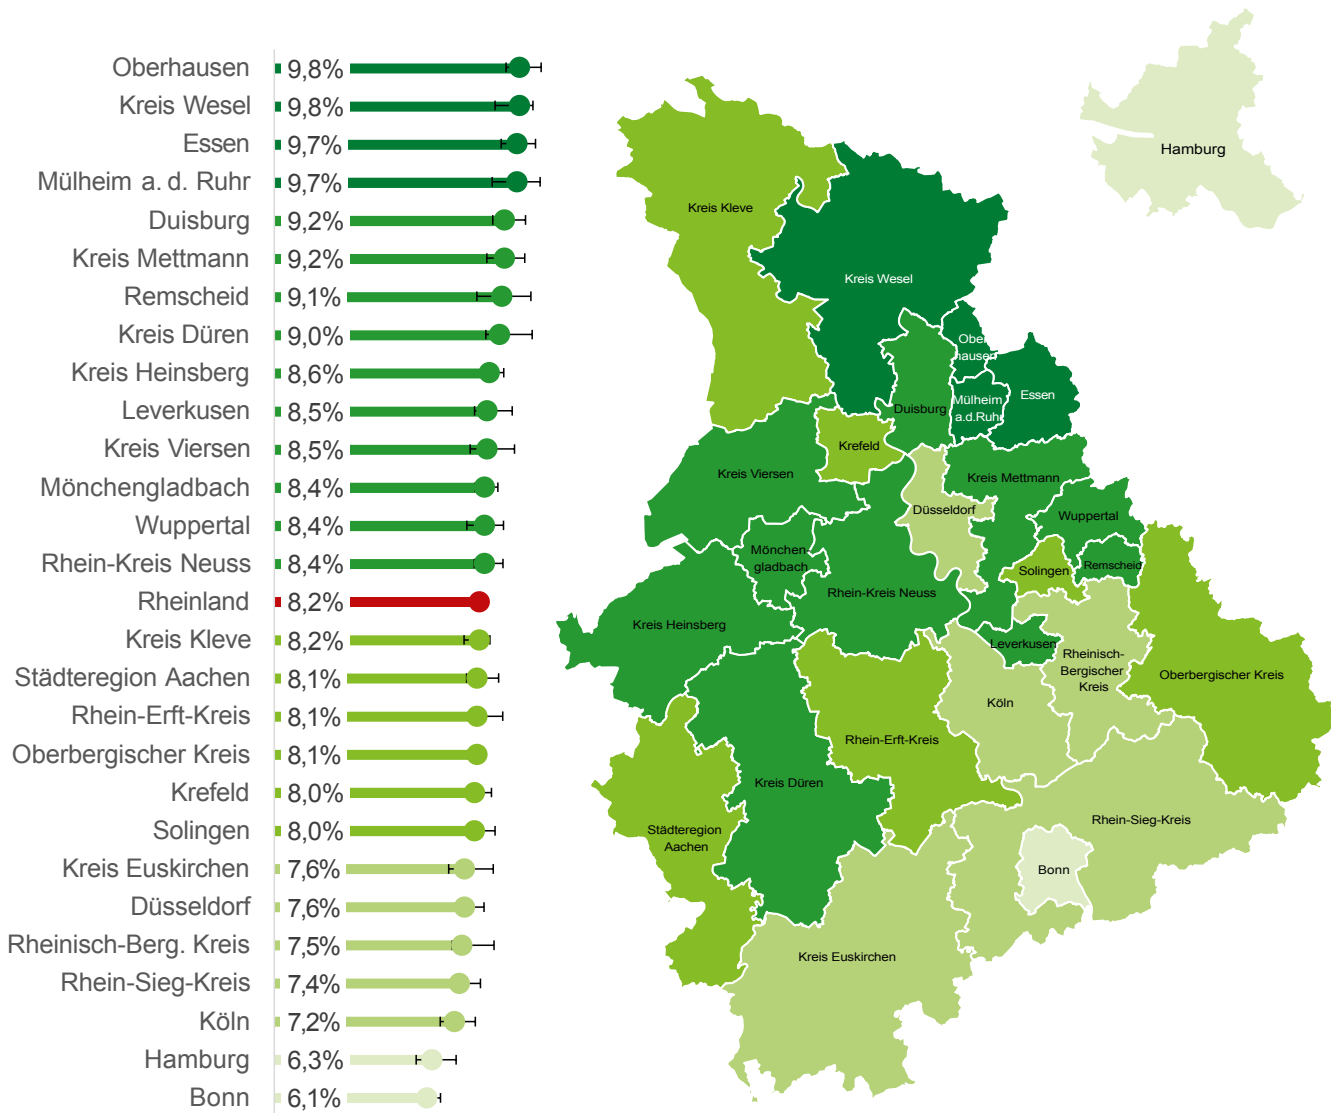 Oberhausen 9,8%
Kreis Wesel 9,8%
Essen 9,7%
Mülheim a. d. Ruhr 9,7%
Duisburg 9,2%
Kreis Mettmann 9,2%
Remscheid 9,1%
Kreis Düren 9,0%
Kreis Heinsberg 8,6%
Leverkusen 8,5%
Kreis Viersen 8,5%
Mönchengladbach 8,4%
Wuppertal 8,4%
Rhein-Kreis Neuss 8,4%
Rheinland 8,2%
Kreis Kleve 8,2%
Städteregion Aachen 8,1%
Rhein-Erft-Kreis 8,1%
Oberbergischer Kreis 8,1%
Krefeld 8,0%
Solingen 8,0%
Kreis Euskirchen 7,6%
Düsseldorf 7,6%
Rheinisch-Berg. Kreis 7,5%
Rhein-Sieg-Kreis 7,4%
Köln 7,2%
Hamburg 6,3%
Bonn 6,1%
Hamburg
Kreis Kleve
Kreis Wesel
Ober
hausen
Essen
Mülheim
a.d.Ruhr
Duisburg
Krefeld
Kreis Viersen
Kreis Mettmann
Düsseldorf
Wuppertal
Mönchen-
gladbach
Solingen
Remscheid
Rhein-Kreis Neuss
Kreis Heinsberg
Leverkusen
Rheinisch-
Bergischer
Kreis
Oberbergischer Kreis
Köln
Rhein-Erft-Kreis
Kreis Düren
Rhein-Sieg-Kreis
Städteregion
Aachen
Bonn
Kreis Euskirchen